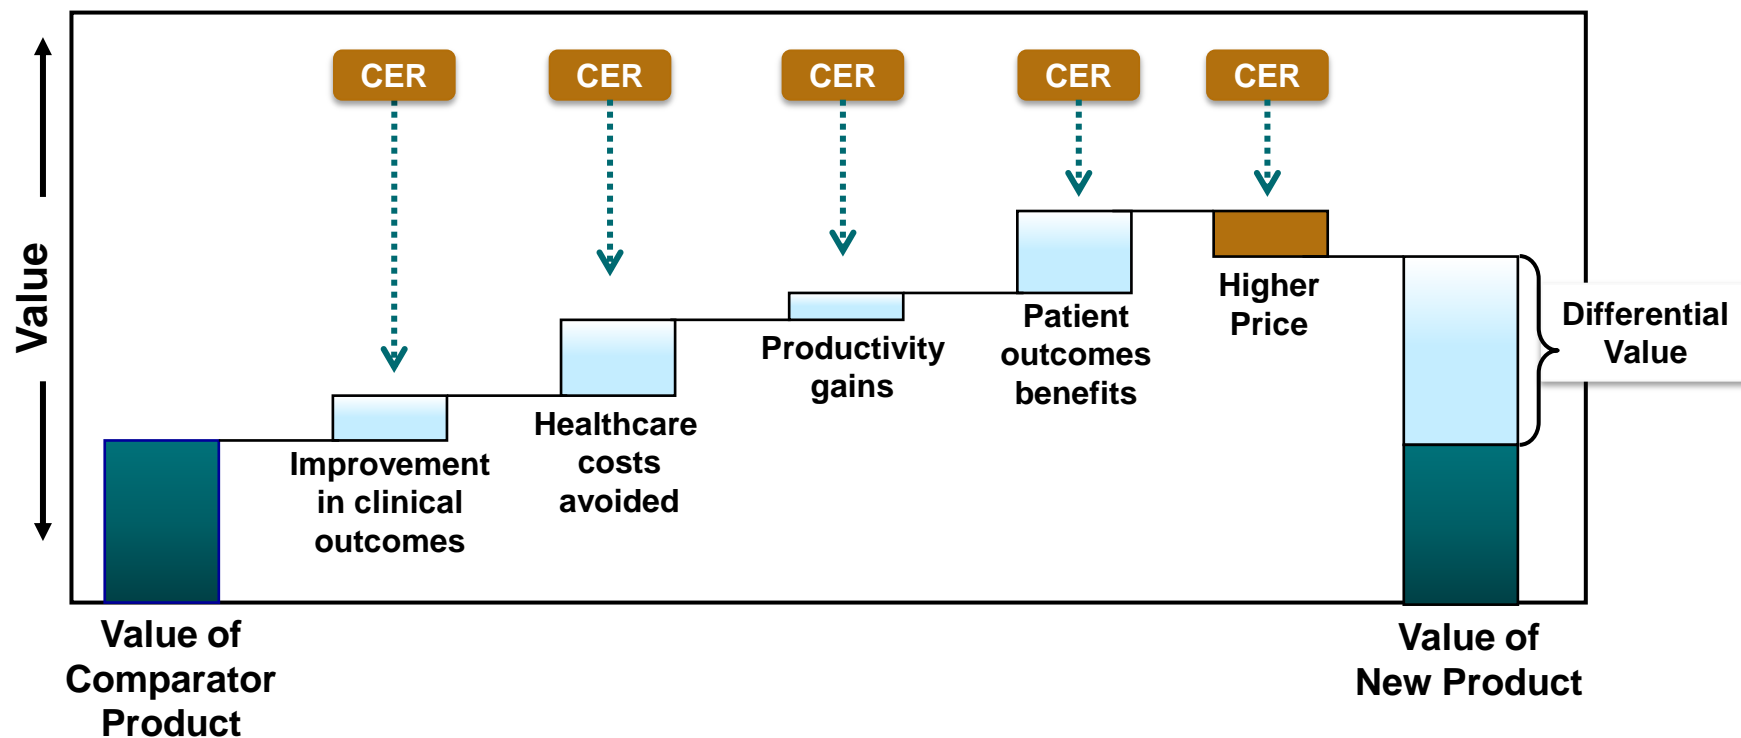 CER
CER
CER
CER
CER
Value
Improvement
in clinical
outcomes
Healthcare
costs
avoided
Productivity
gains
Patient
outcomes
benefits
Higher
Price
Differential
Value
Value of
Comparator
Product
Value of
New Product